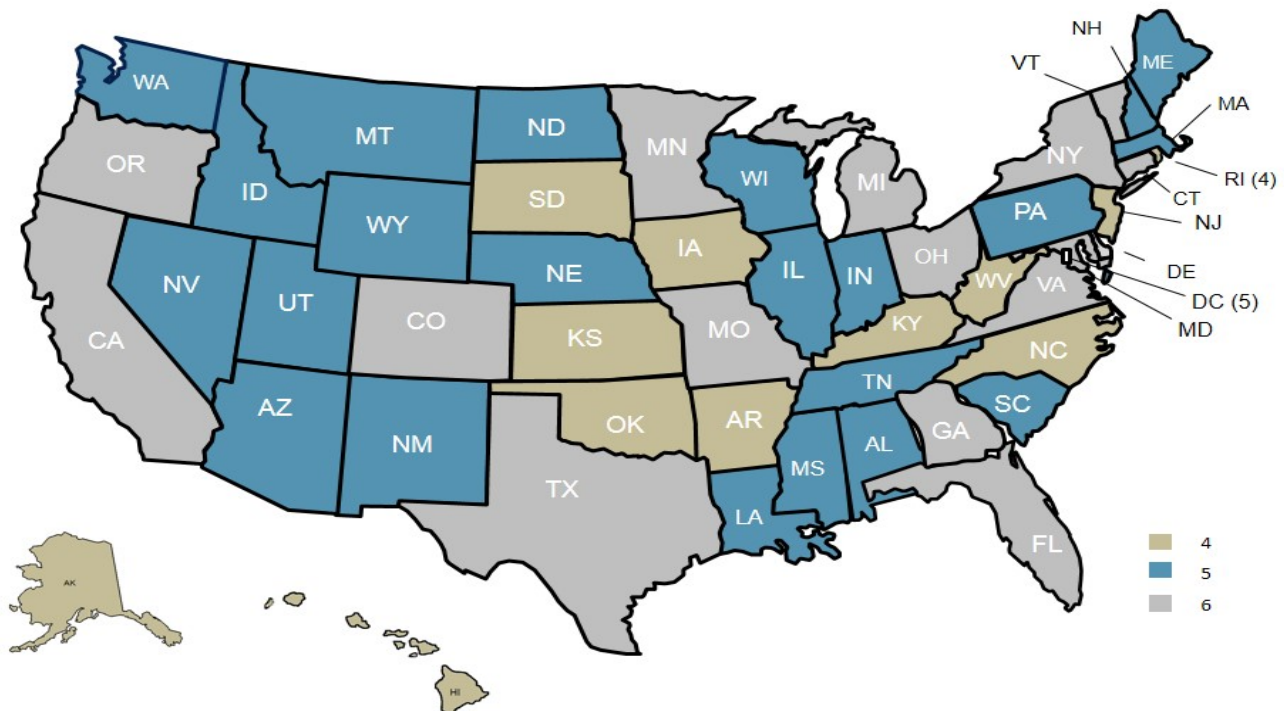 NH
ME
VT
WA
MA
MT
ND
MN
OR
NY
ID
WI
MI
RI (4)
SD
CT
WY
PA
NJ
IA
NE
OH
DE
NV
IL
IN
WV
VA
UT
DC (5)
CO
MD
CA
MO
KS
KY
NC
TN
AZ
SC
OK
AR
NM
GA
AL
MS
TX
LA
FL
4
5
6
AK
HI